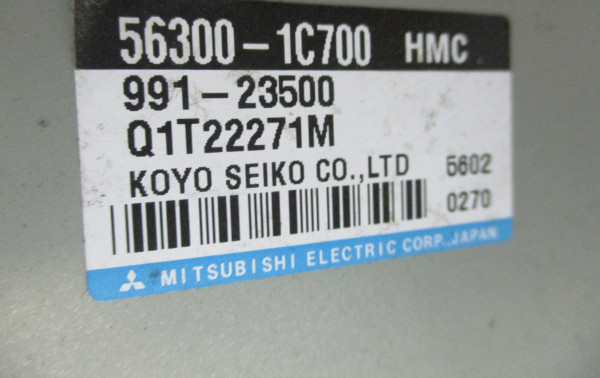 56300-1C700 HMC
991-23500
Q1T22271M
KOYO SEIKO CO.,LTD 5602
0270
MITSUBISHI ELECTRIC CORP.,JAPAN